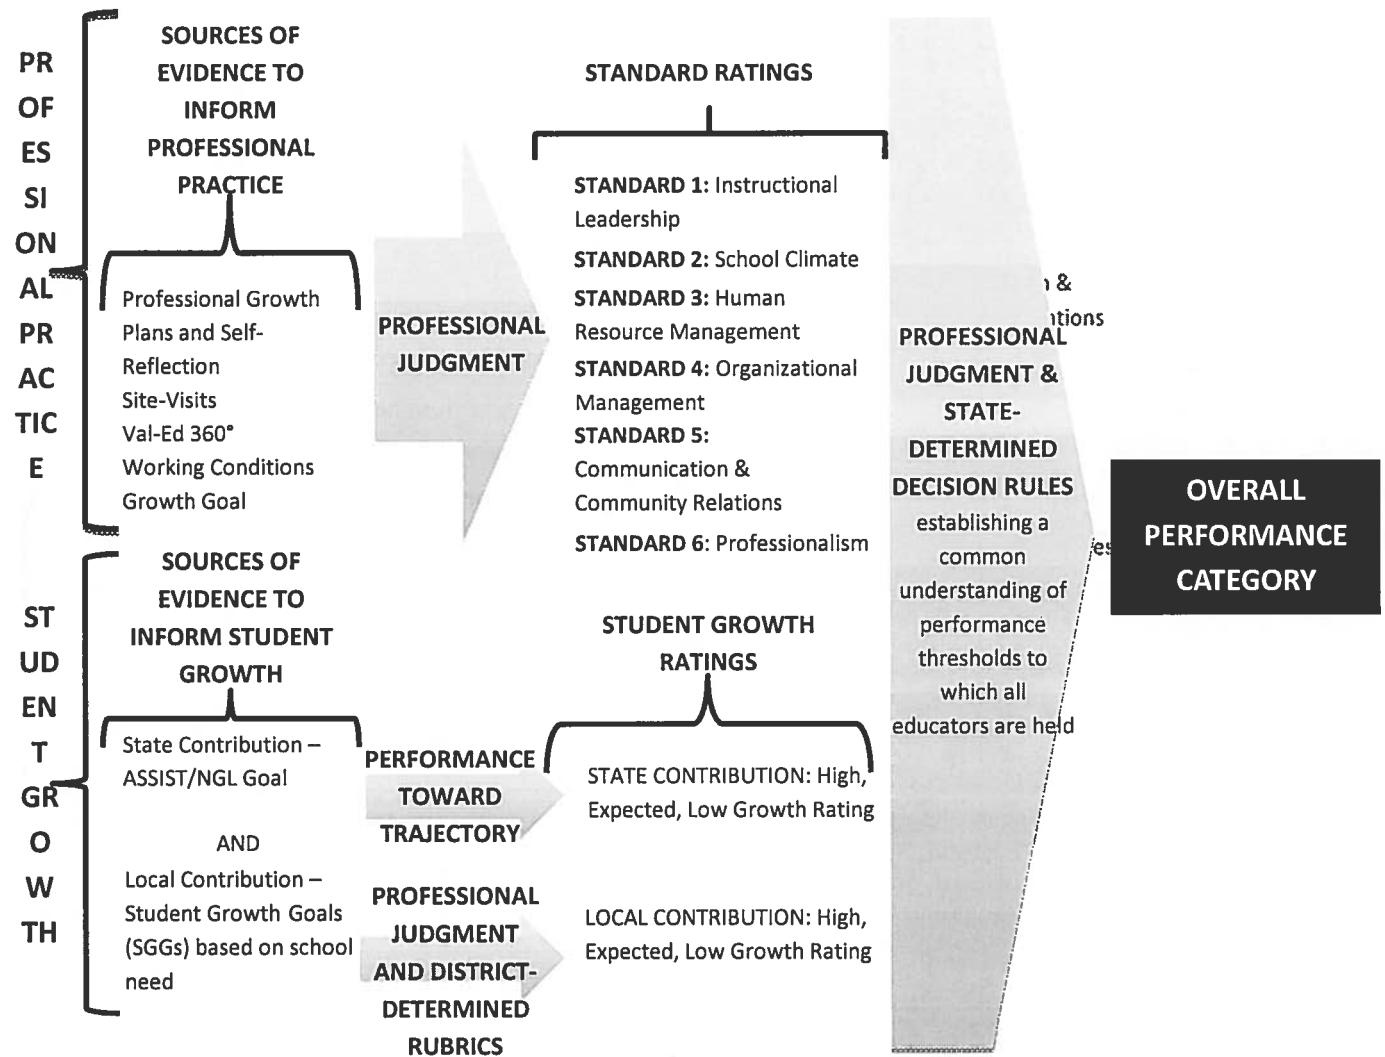 PR
OF
ES
SI
ON
AL
PR
AC
TIC
E
SOURCES OF
EVIDENCE TO
INFORM
PROFESSIONAL
PRACTICE
Professional Growth
Plans and Self-
Reflection
Site-Visits
Val-Ed 360°
Working Conditions
Growth Goal
PROFESSIONAL
JUDGMENT
STANDARD RATINGS
STANDARD 1: Instructional
Leadership
STANDARD 2: School Climate
STANDARD 3: Human
Resource Management
STANDARD 4: Organizational
Management
STANDARD 5:
Communication &
Community Relations
STANDARD 6: Professionalism
ST
UD
EN
T
GR
O
W
TH
SOURCES OF
EVIDENCE TO
INFORM STUDENT
GROWTH
State Contribution –
ASSIST/NGL Goal
AND
Local Contribution –
Student Growth Goals
(SGGs) based on school
need
PERFORMANCE
TOWARD
TRAJECTORY
PROFESSIONAL
JUDGMENT
AND DISTRICT-
DETERMINED
RUBRICS
STUDENT GROWTH
RATINGS
STATE CONTRIBUTION: High,
Expected, Low Growth Rating
LOCAL CONTRIBUTION: High,
Expected, Low Growth Rating
&
PROFESSIONAL
JUDGMENT &
STATE-
DETERMINED
DECISION RULES
establishing a
common
understanding of
performance
thresholds to
which all
educators are held
OVERALL
PERFORMANCE
CATEGORY